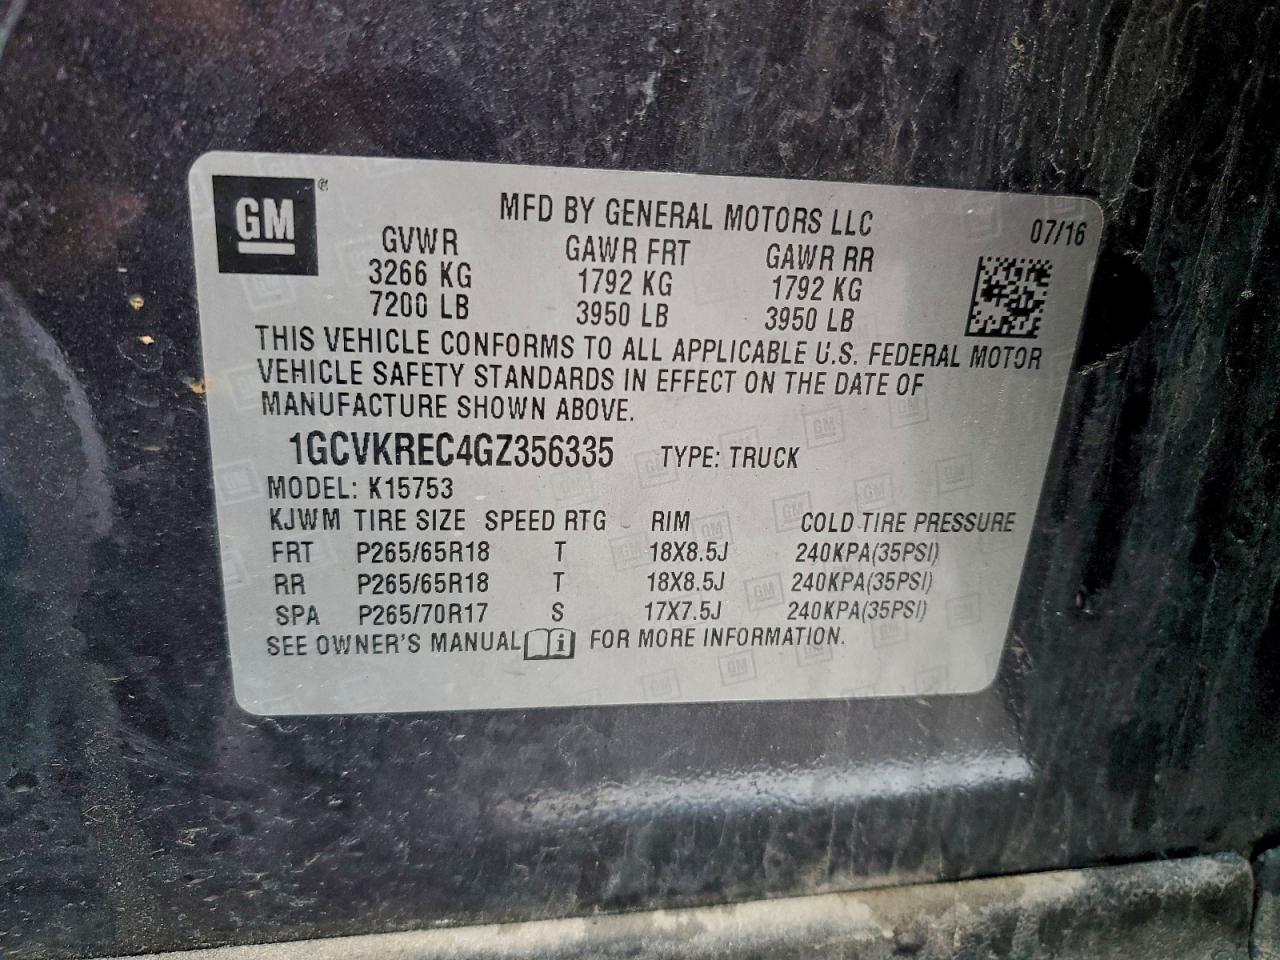 GM ®
MFD BY GENERAL MOTORS LLC
07/16
GVWR GAWR FRT GAWR RR
3266 KG 1792 KG 1792 KG
7200 LB 3950 LB 3950 LB
THIS VEHICLE CONFORMS TO ALL APPLICABLE U.S. FEDERAL MOTOR
VEHICLE SAFETY STANDARDS IN EFFECT ON THE DATE OF
MANUFACTURE SHOWN ABOVE.
1GCVKREC4GZ356335 TYPE: TRUCK
MODEL: K15753
KJWM TIRE SIZE SPEED RTG RIM COLD TIRE PRESSURE
FRT P265/65R18 T 18X8.5J 240KPA(35PSI)
RR P265/65R18 T 18X8.5J 240KPA(35PSI)
SPA P265/70R17 S 17X7.5J 240KPA(35PSI)
SEE OWNER'S MANUAL i FOR MORE INFORMATION.